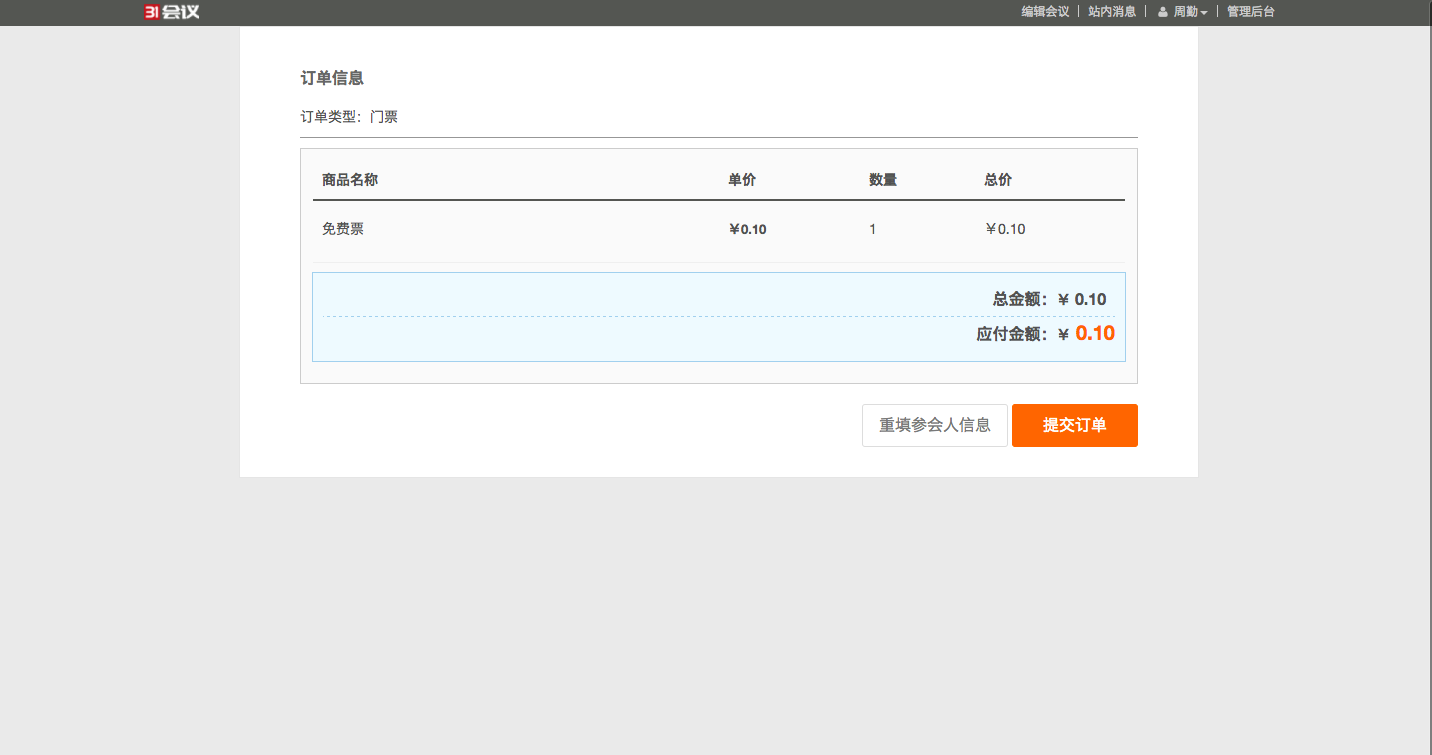 31会议 编辑会议 站内消息 周勤 管理后台
订单信息
订单类型：门票
商品名称 单价 数量 总价
免费票 ￥0.10 1 ￥0.10
总金额：￥ 0.10
应付金额：￥ 0.10
重填参会人信息 提交订单